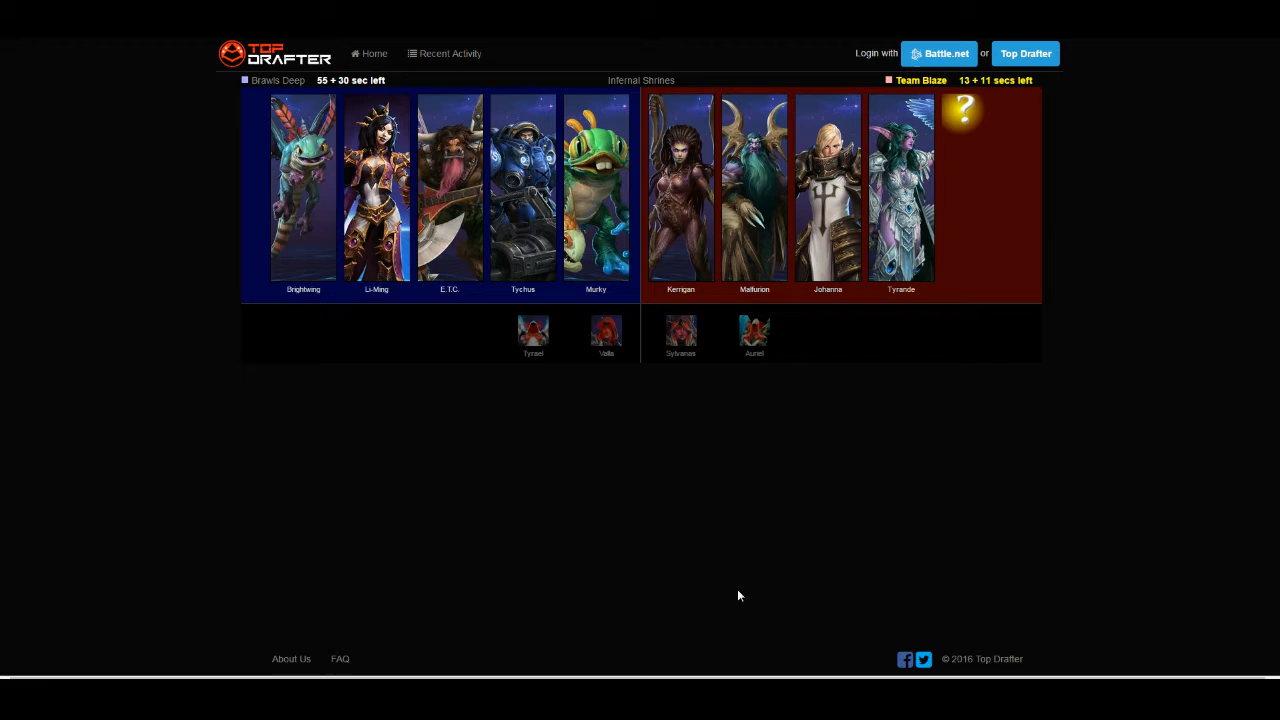 TOP DRAFTER Home Recent Activity Login with Battle.net or Top Drafter
Brawls Deep 55 + 30 sec left Infernal Shrines Team Blaze 13 + 11 secs left
?
Brightwing Li-Ming E.T.C. Tychus Murky Kerrigan Malfurion Johanna Tyrande
Tyrael Valla Sylvanas Auriel
About Us FAQ © 2016 Top Drafter